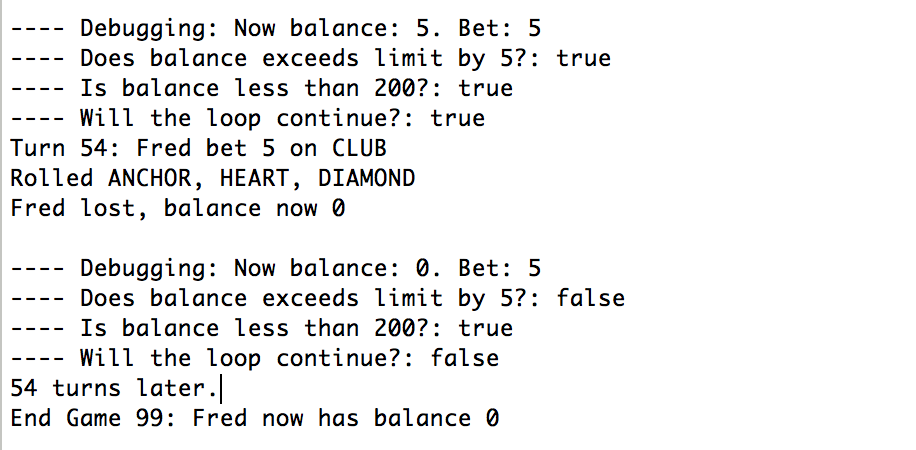 ---- Debugging: Now balance: 5. Bet: 5
---- Does balance exceeds limit by 5?: true
---- Is balance less than 200?: true
---- Will the loop continue?: true
Turn 54: Fred bet 5 on CLUB
Rolled ANCHOR, HEART, DIAMOND
Fred lost, balance now 0
---- Debugging: Now balance: 0. Bet: 5
---- Does balance exceeds limit by 5?: false
---- Is balance less than 200?: true
---- Will the loop continue?: false
54 turns later.
End Game 99: Fred now has balance 0